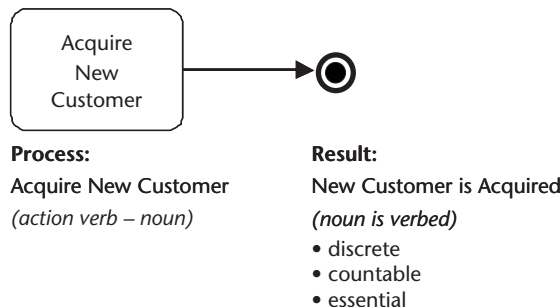 Acquire
New
Customer
Process:
Acquire New Customer
(action verb – noun)
Result:
New Customer is Acquired
(noun is verbed)
• discrete
• countable
• essential